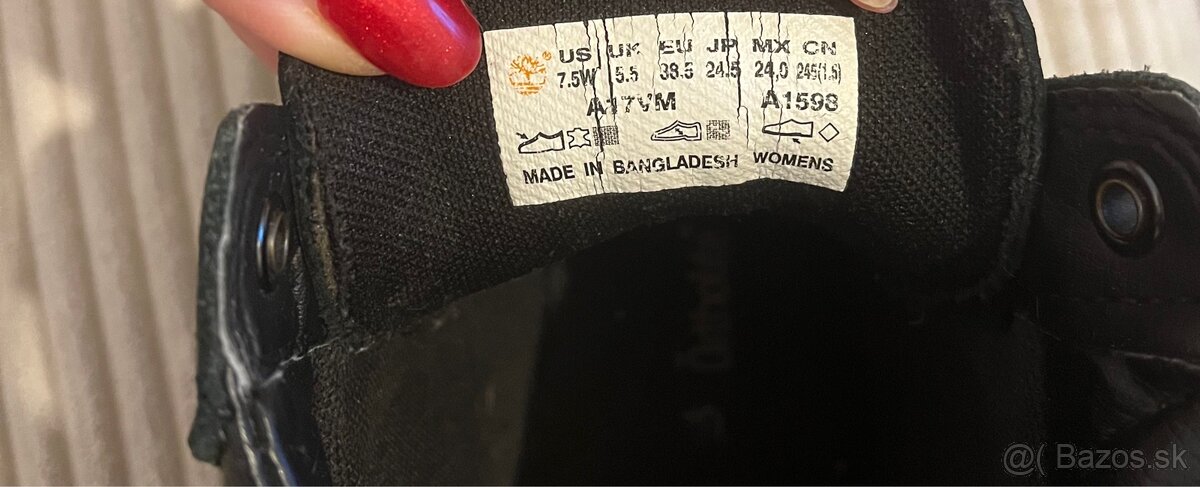 US UK EU JP MX CN
7.5W 5.5 38.5 24.5 24,0 245(1.5)
A17VM A1598
MADE IN BANGLADESH WOMENS
@( Bazos.sk